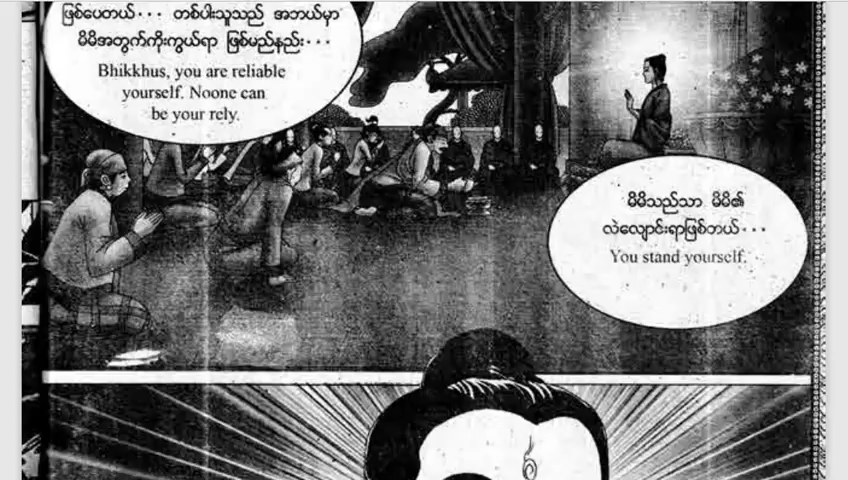 ဖြစ်ပေတယ်... တစ်ပါးသူသည် အဘယ်မှာ
မိမိအတွက်ကိုးကွယ်ရာ ဖြစ်မည်နည်း...
Bhikkhus, you are reliable
yourself. Noone can
be your rely.
မိမိသည်သာ မိမိ၏
လဲလျောင်းရာဖြစ်တယ်...
You stand yourself.